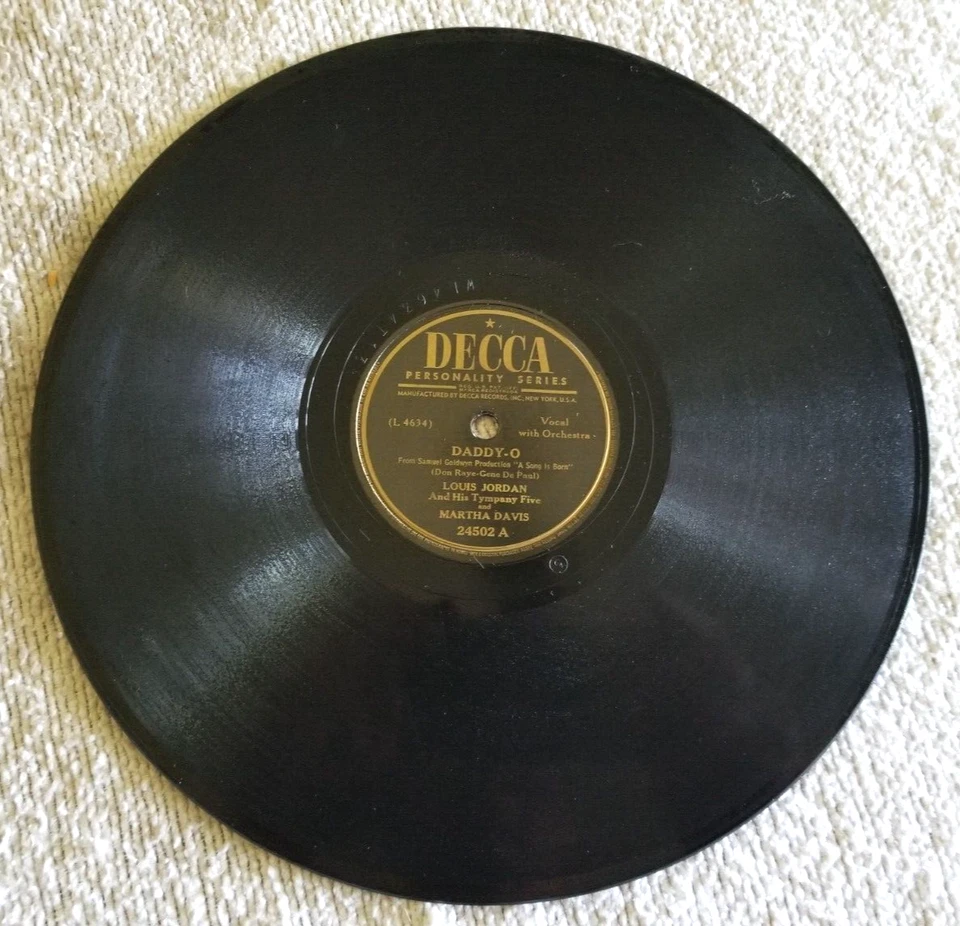 DECCA
PERSONALITY SERIES
MANUFACTURED BY DECCA RECORDS, INC., NEW YORK, U.S.A.
(L 4634)
Vocal
with Orchestra
DADDY-O
From Samuel Goldwyn Production "A Song Is Born"
(Don Raye-Gene De Paul)
LOUIS JORDAN
And His Tympany Five
and
MARTHA DAVIS
24502 A